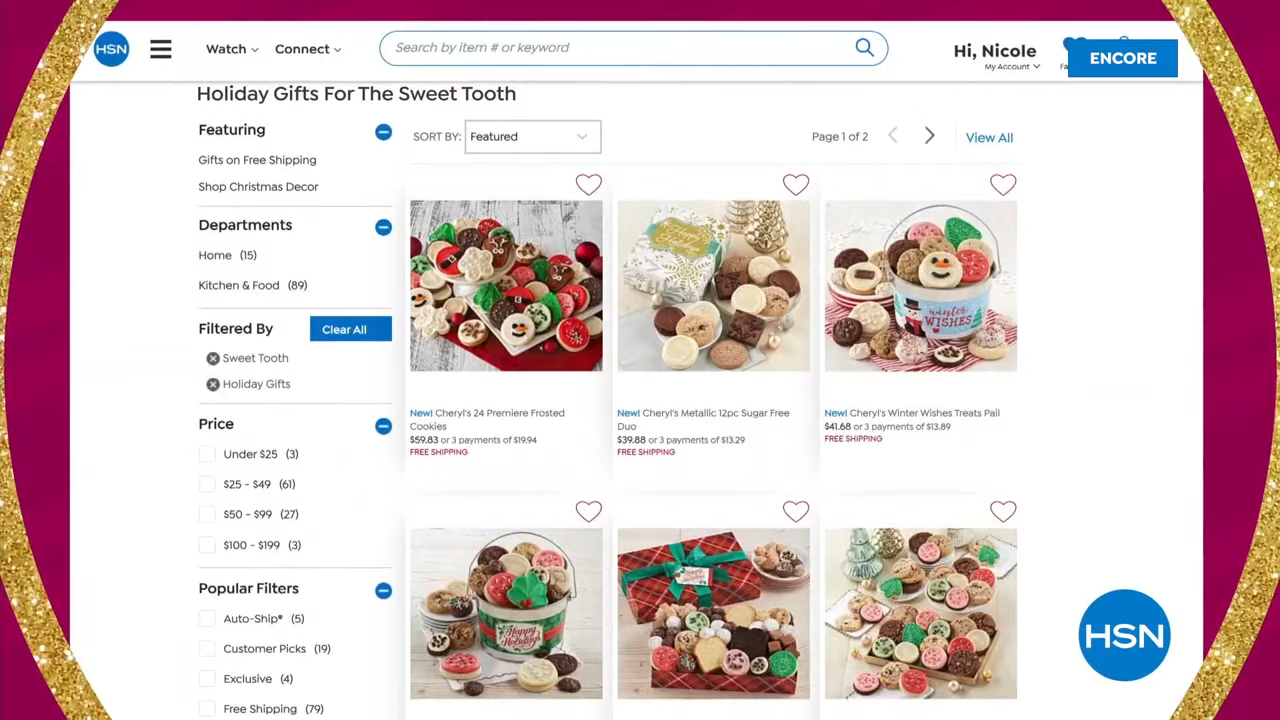 HSN
Watch
Connect
Search by item # or keyword
Hi, Nicole
My Account
ENCORE
Holiday Gifts For The Sweet Tooth
Featuring
Gifts on Free Shipping
Shop Christmas Decor
Departments
Home (15)
Kitchen & Food (89)
Filtered By
Clear All
Sweet Tooth
Holiday Gifts
Price
Under $25 (3)
$25 - $49 (61)
$50 - $99 (27)
$100 - $199 (3)
Popular Filters
Auto-Ship® (5)
Customer Picks (19)
Exclusive (4)
Free Shipping (79)
SORT BY: Featured
Page 1 of 2
View All
New! Cheryl's 24 Premiere Frosted
Cookies
$59.83 or 3 payments of $19.94
FREE SHIPPING
New! Cheryl's Metallic 12pc Sugar Free
Duo
$39.88 or 3 payments of $13.29
FREE SHIPPING
winter
WISHES
New! Cheryl's Winter Wishes Treats Pail
$41.68 or 3 payments of $13.89
FREE SHIPPING
Happy
Holidays
HSN